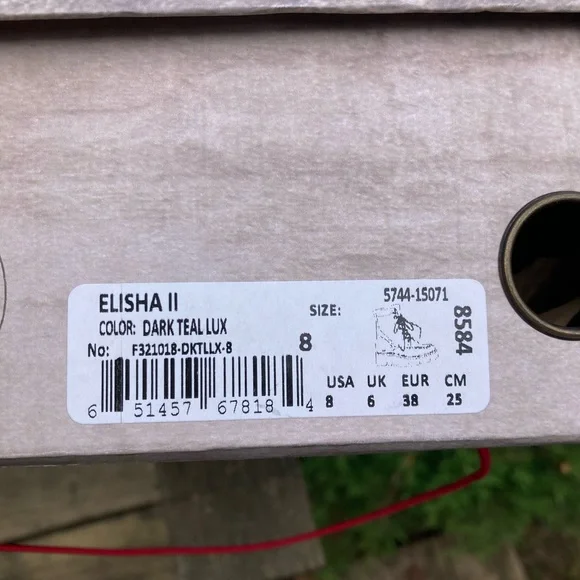 ELISHA II
COLOR: DARK TEAL LUX
No: F321018-DKTLLX-8
6 51457 67818 4
SIZE:
8
5744-15071
8584
USA UK EUR CM
8 6 38 25